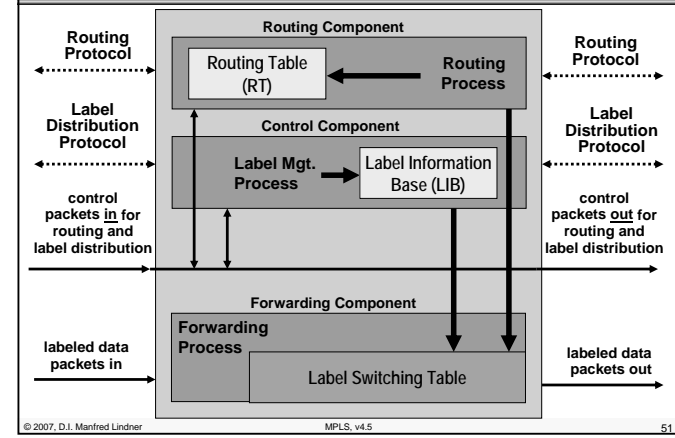 Routing Component
Routing
Protocol
Routing Table
(RT)
Routing
Process
Routing
Protocol
Label
Distribution
Protocol
Control Component
Label Mgt.
Process
Label Information
Base (LIB)
Label
Distribution
Protocol
control
packets in for
routing and
label distribution
control
packets out for
routing and
label distribution
Forwarding Component
Forwarding
Process
labeled data
packets in
Label Switching Table
labeled data
packets out
© 2007, D.I. Manfred Lindner
MPLS, v4.5
51